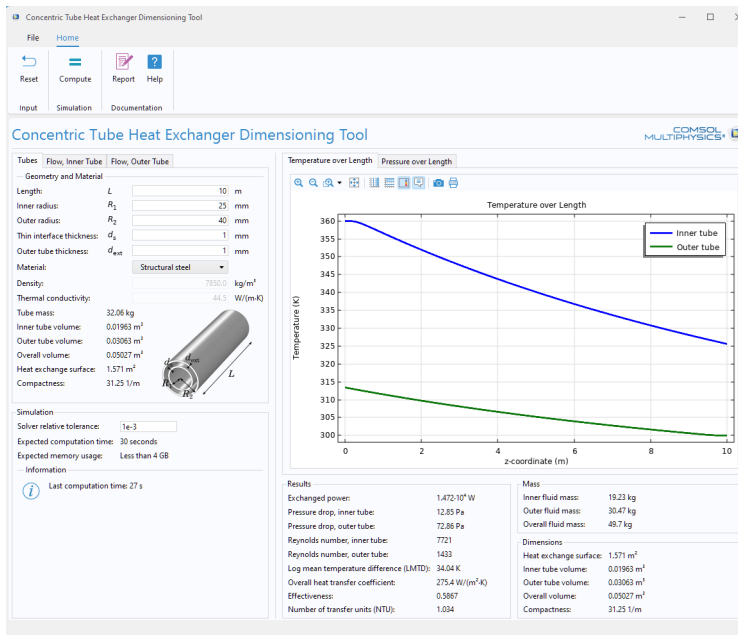 Concentric Tube Heat Exchanger Dimensioning Tool
File Home
Reset Compute Report Help
Input Simulation Documentation
Concentric Tube Heat Exchanger Dimensioning Tool
COMSOL
MULTIPHYSICS®
Tubes Flow, Inner Tube Flow, Outer Tube
Geometry and Material
Length: L 10 m
Inner radius: R1 25 mm
Outer radius: R2 40 mm
Thin interface thickness: ds 1 mm
Outer tube thickness: dext 1 mm
Material: Structural steel
Density: 7850.0 kg/m³
Thermal conductivity: 44.5 W/(m·K)
Tube mass: 32.06 kg
Inner tube volume: 0.01963 m³
Outer tube volume: 0.03063 m³
Overall volume: 0.05027 m³
Heat exchange surface: 1.571 m²
Compactness: 31.25 1/m
ds dext
L
R1 R2
Simulation
Solver relative tolerance: 1e-3
Expected computation time: 30 seconds
Expected memory usage: Less than 4 GB
Information
Last computation time: 27 s
Temperature over Length Pressure over Length
Temperature over Length
Inner tube
Outer tube
Temperature (K)
360
355
350
345
340
335
330
325
320
315
310
305
300
0 2 4 6 8 10
z-coordinate (m)
Results
Exchanged power: 1.472·10⁴ W
Pressure drop, inner tube: 12.85 Pa
Pressure drop, outer tube: 72.86 Pa
Reynolds number, inner tube: 7721
Reynolds number, outer tube: 1433
Log mean temperature difference (LMTD): 34.04 K
Overall heat transfer coefficient: 275.4 W/(m²·K)
Effectiveness: 0.5867
Number of transfer units (NTU): 1.034
Mass
Inner fluid mass: 19.23 kg
Outer fluid mass: 30.47 kg
Overall fluid mass: 49.7 kg
Dimensions
Heat exchange surface: 1.571 m²
Inner tube volume: 0.01963 m³
Outer tube volume: 0.03063 m³
Overall volume: 0.05027 m³
Compactness: 31.25 1/m